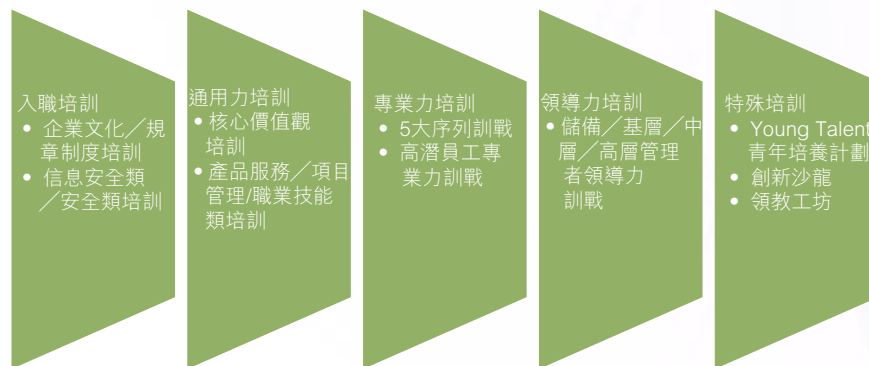 入職培訓
• 企業文化／規
章制度培訓
• 信息安全類
／安全類培訓
通用力培訓
• 核心價值觀
培訓
• 產品服務／項目
管理/職業技能
類培訓
專業力培訓
• 5大序列訓戰
• 高潛員工專
業力訓戰
領導力培訓
• 儲備／基層／中
層／高層管理
者領導力
訓戰
特殊培訓
• Young Talent
青年培養計劃
• 創新沙龍
• 領教工坊